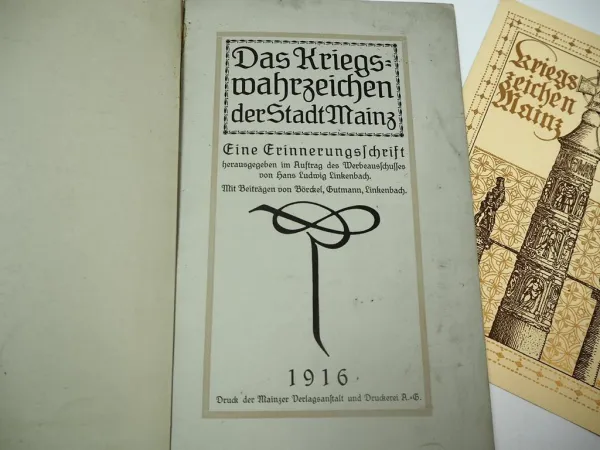 Das Kriegs=
wahrzeichen
der Stadt Mainz
Eine Erinnerungsschrift
herausgegeben im Auftrag des Werbeausschusses
von Hans Ludwig Linkenbach.
Mit Beiträgen von Börckel, Gutmann, Linkenbach.
1916
Druck der Mainzer Verlagsanstalt und Druckerei A.=G.
Kriegs
zeichen
Mainz